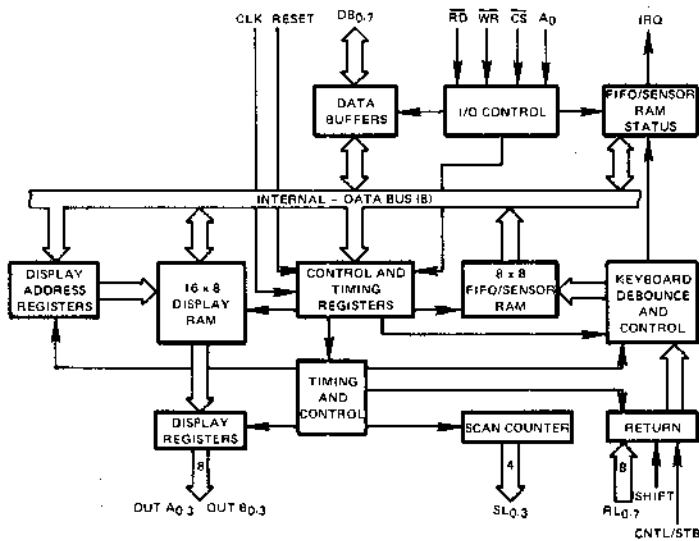 CLK RESET
DB0-7
RD WR CS A0
IRQ
DATA
BUFFERS
I/O CONTROL
FIFO/SENSOR
RAM
STATUS
INTERNAL - DATA BUS (8)
DISPLAY
ADDRESS
REGISTERS
16 x 8
DISPLAY
RAM
CONTROL AND
TIMING
REGISTERS
8 x 8
FIFO/SENSOR
RAM
KEYBOARD
DEBOUNCE
AND
CONTROL
TIMING
AND
CONTROL
DISPLAY
REGISTERS
SCAN COUNTER
RETURN
8
4
8
OUT A0-3 OUT B0-3
SL0-3
RL0-7
SHIFT
CNTL/STB